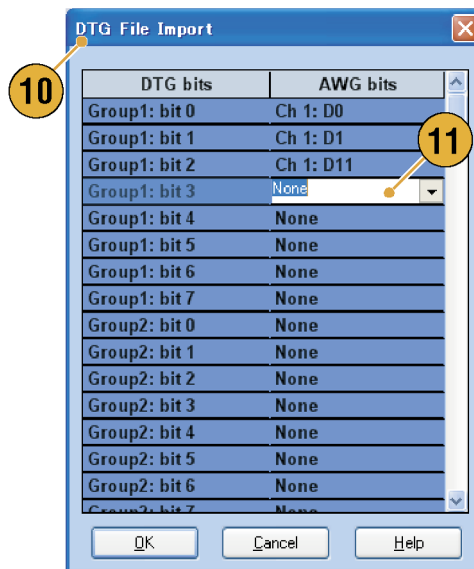 DTG File Import
10
DTG bits AWG bits
Group1: bit 0 Ch 1: D0
Group1: bit 1 Ch 1: D1
11
Group1: bit 2 Ch 1: D11
Group1: bit 3 None
Group1: bit 4 None
Group1: bit 5 None
Group1: bit 6 None
Group1: bit 7 None
Group2: bit 0 None
Group2: bit 1 None
Group2: bit 2 None
Group2: bit 3 None
Group2: bit 4 None
Group2: bit 5 None
Group2: bit 6 None
Group2: bit 7 None
OK Cancel Help